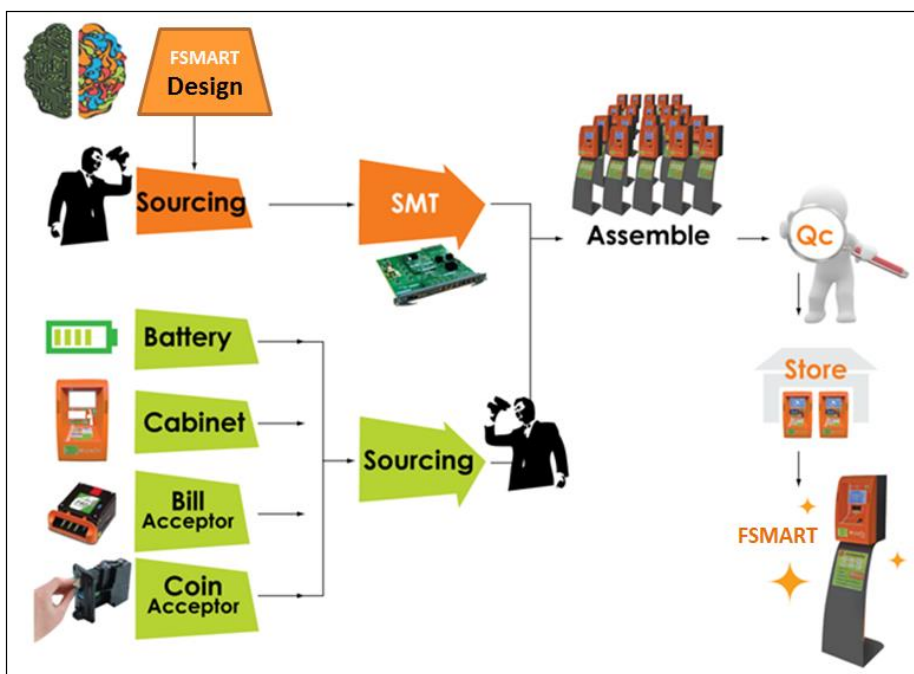 FSMART
Design
Sourcing
SMT
Assemble
Qc
Battery
Cabinet
Bill
Acceptor
Coin
Acceptor
Sourcing
Store
FSMART